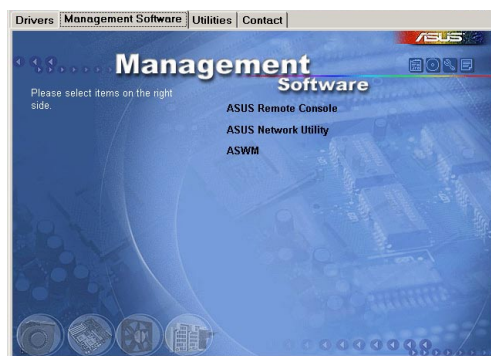 Drivers Management Software Utilities Contact
ASUS
Management
Software
Please select items on the right
side.
ASUS Remote Console
ASUS Network Utility
ASWM